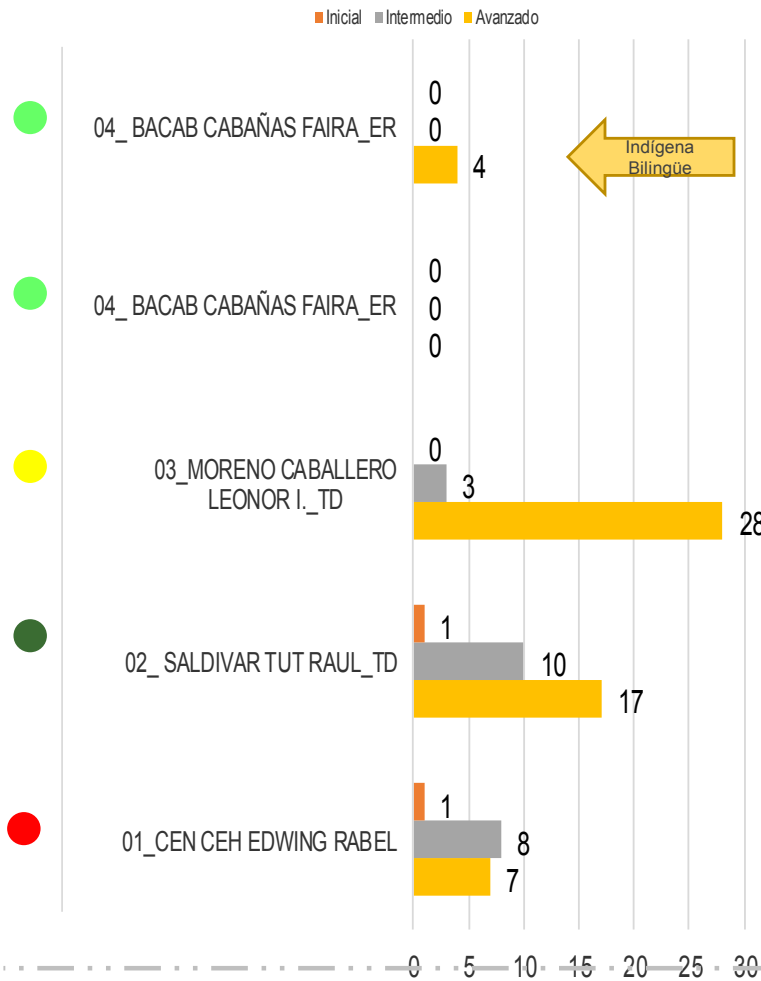 Inicial Intermedio Avanzado
04_ BACAB CABAÑAS FAIRA_ER
0
0
4
Indígena
Bilingüe
04_ BACAB CABAÑAS FAIRA_ER
0
0
0
03_MORENO CABALLERO
LEONOR I._TD
0
3
28
02_ SALDIVAR TUT RAUL_TD
1
10
17
01_CEN CEH EDWING RABEL
1
8
7
0 5 10 15 20 25 30